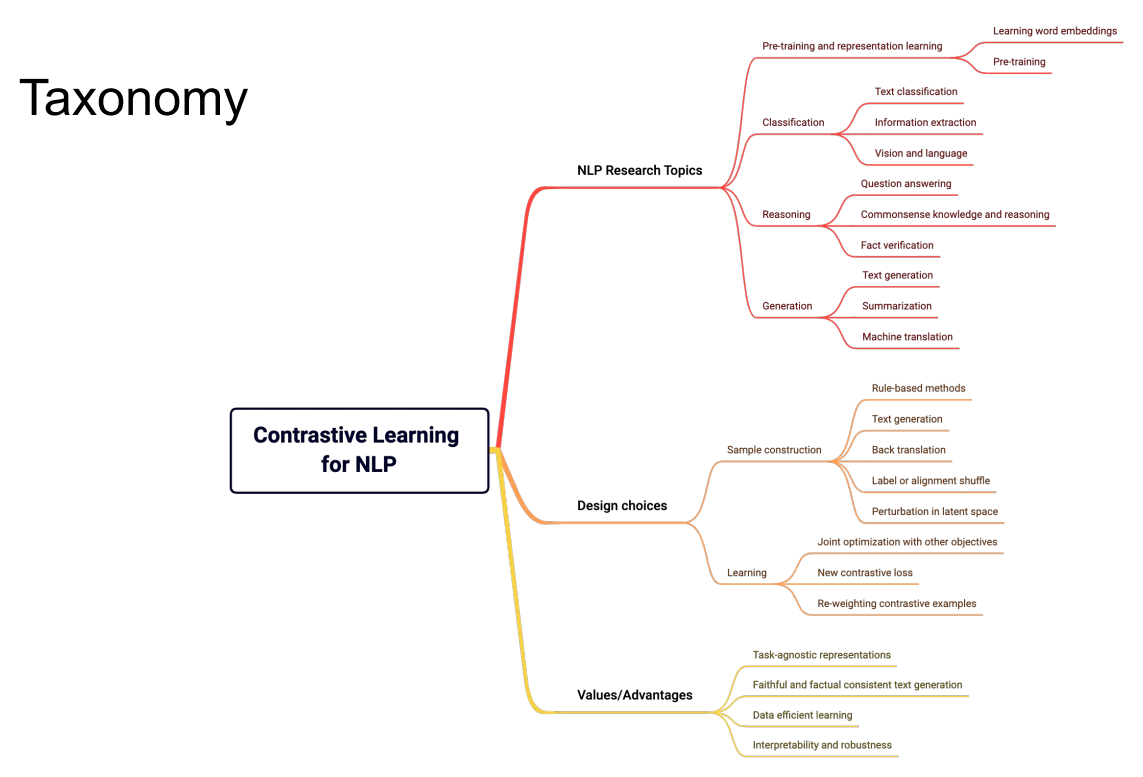 Taxonomy
Contrastive Learning
for NLP
NLP Research Topics
Pre-training and representation learning
Learning word embeddings
Pre-training
Classification
Text classification
Information extraction
Vision and language
Reasoning
Question answering
Commonsense knowledge and reasoning
Fact verification
Generation
Text generation
Summarization
Machine translation
Design choices
Sample construction
Rule-based methods
Text generation
Back translation
Label or alignment shuffle
Perturbation in latent space
Learning
Joint optimization with other objectives
New contrastive loss
Re-weighting contrastive examples
Values/Advantages
Task-agnostic representations
Faithful and factual consistent text generation
Data efficient learning
Interpretability and robustness